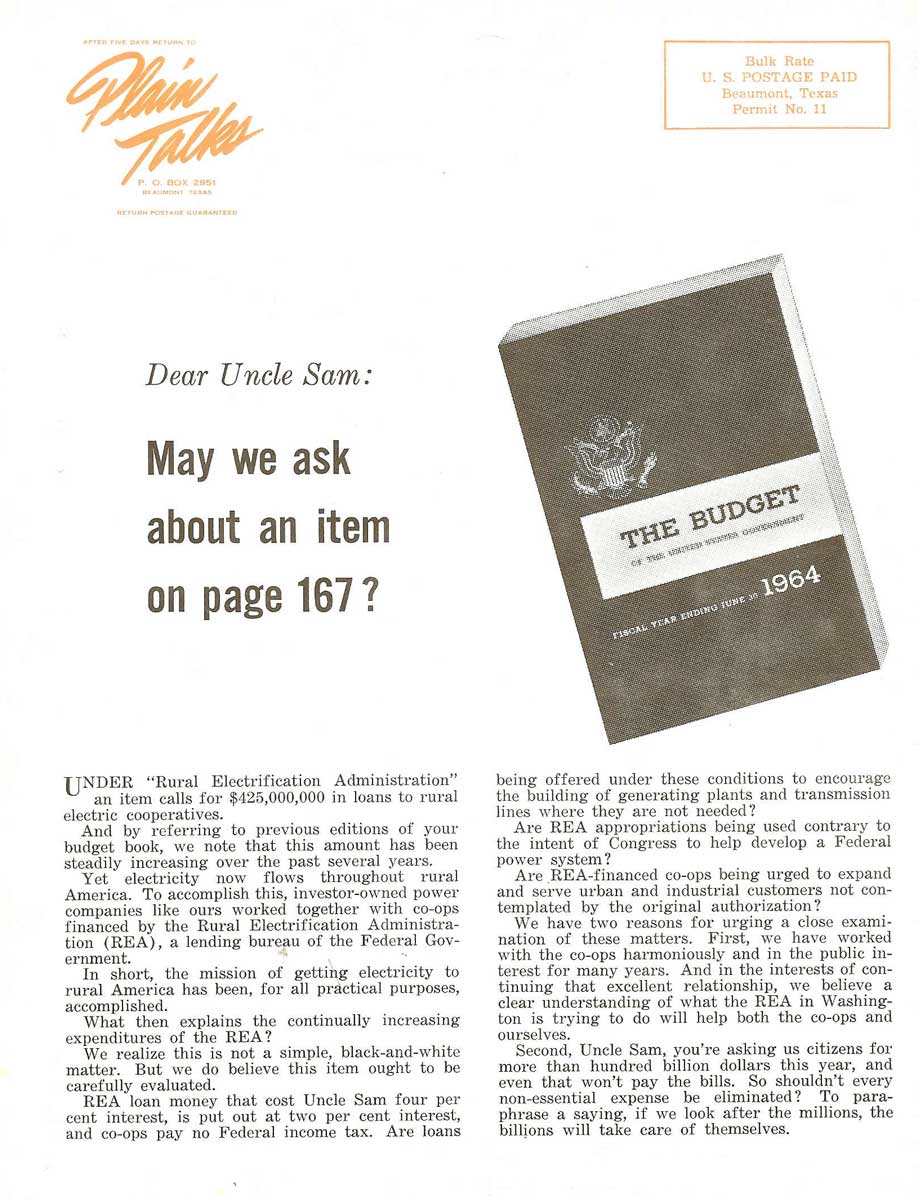 AFTER FIVE DAYS RETURN TO
Plain
Talks
P. O. BOX 2951
BEAUMONT TEXAS
RETURN POSTAGE GUARANTEED
Bulk Rate
U. S. POSTAGE PAID
Beaumont, Texas
Permit No. 11
Dear Uncle Sam:
May we ask
about an item
on page 167?
THE BUDGET
OF THE UNITED STATES GOVERNMENT
FISCAL YEAR ENDING JUNE 30 1964
UNDER “Rural Electrification Administration”
an item calls for $425,000,000 in loans to rural
electric cooperatives.
And by referring to previous editions of your
budget book, we note that this amount has been
steadily increasing over the past several years.
Yet electricity now flows throughout rural
America. To accomplish this, investor-owned power
companies like ours worked together with co-ops
financed by the Rural Electrification Administra-
tion (REA), a lending bureau of the Federal Gov-
ernment.
In short, the mission of getting electricity to
rural America has been, for all practical purposes,
accomplished.
What then explains the continually increasing
expenditures of the REA?
We realize this is not a simple, black-and-white
matter. But we do believe this item ought to be
carefully evaluated.
REA loan money that cost Uncle Sam four per
cent interest, is put out at two per cent interest,
and co-ops pay no Federal income tax. Are loans
being offered under these conditions to encourage
the building of generating plants and transmission
lines where they are not needed?
Are REA appropriations being used contrary to
the intent of Congress to help develop a Federal
power system?
Are REA-financed co-ops being urged to expand
and serve urban and industrial customers not con-
templated by the original authorization?
We have two reasons for urging a close exami-
nation of these matters. First, we have worked
with the co-ops harmoniously and in the public in-
terest for many years. And in the interests of con-
tinuing that excellent relationship, we believe a
clear understanding of what the REA in Washing-
ton is trying to do will help both the co-ops and
ourselves.
Second, Uncle Sam, you’re asking us citizens for
more than hundred billion dollars this year, and
even that won’t pay the bills. So shouldn’t every
non-essential expense be eliminated? To para-
phrase a saying, if we look after the millions, the
billions will take care of themselves.